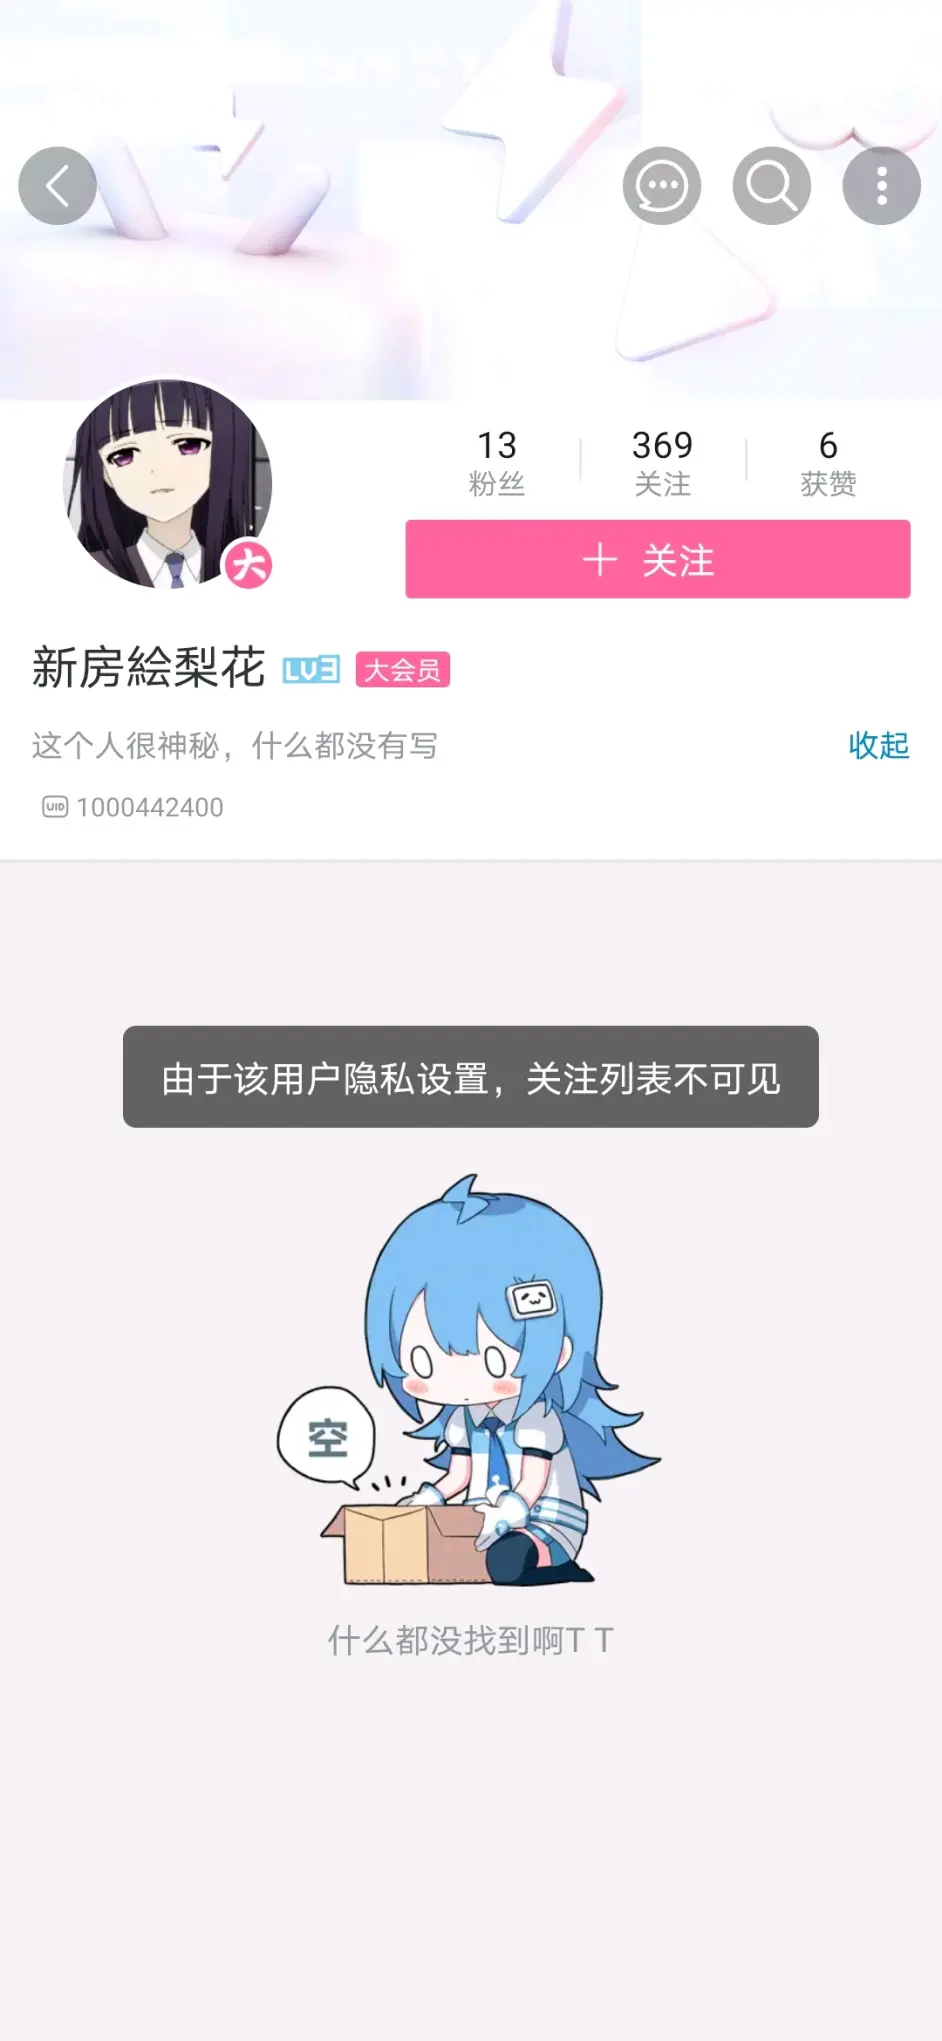 13
粉丝
369
关注
6
获赞
+ 关注
大
新房絵梨花 LV3 大会员
这个人很神秘，什么都没有写
收起
UID 1000442400
由于该用户隐私设置，关注列表不可见
空
什么都没找到啊T T